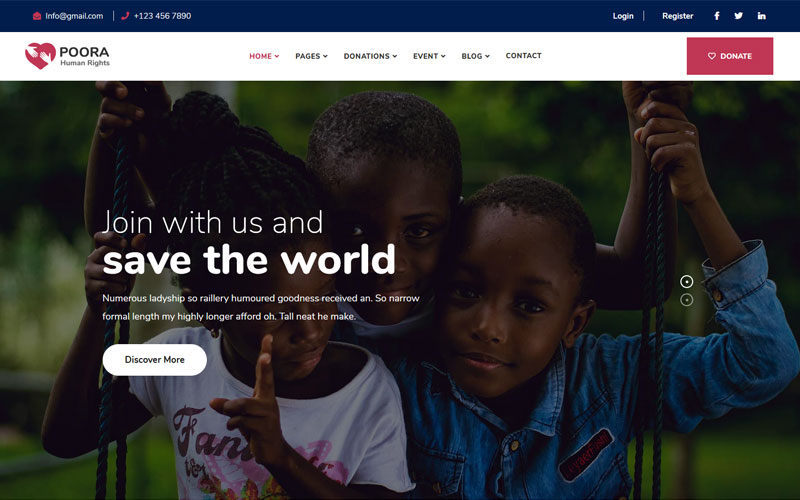 Info@gmail.com +123 456 7890 Login Register
POORA
Human Rights
HOME PAGES DONATIONS EVENT BLOG CONTACT
DONATE
Join with us and
save the world
Numerous ladyship so raillery humoured goodness received an. So narrow
formal length my highly longer afford oh. Tall neat he make.
Discover More